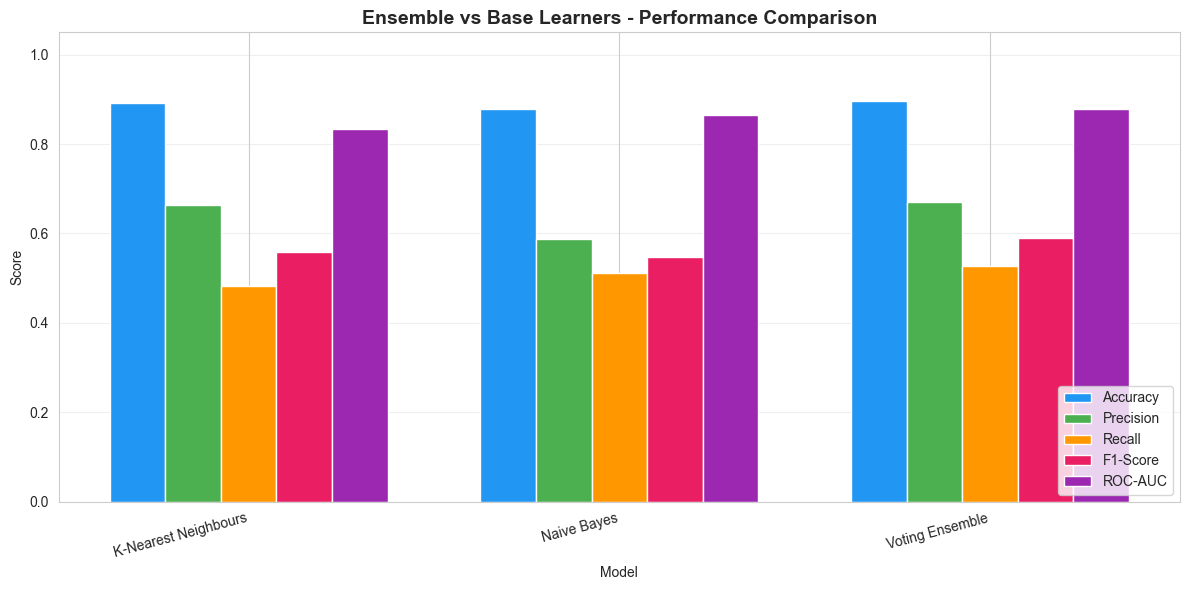 Ensemble vs Base Learners - Performance Comparison
1.0
0.8
0.6
0.4
0.2
0.0
Score
K-Nearest Neighbours
Naive Bayes
Voting Ensemble
Model
Accuracy
Precision
Recall
F1-Score
ROC-AUC